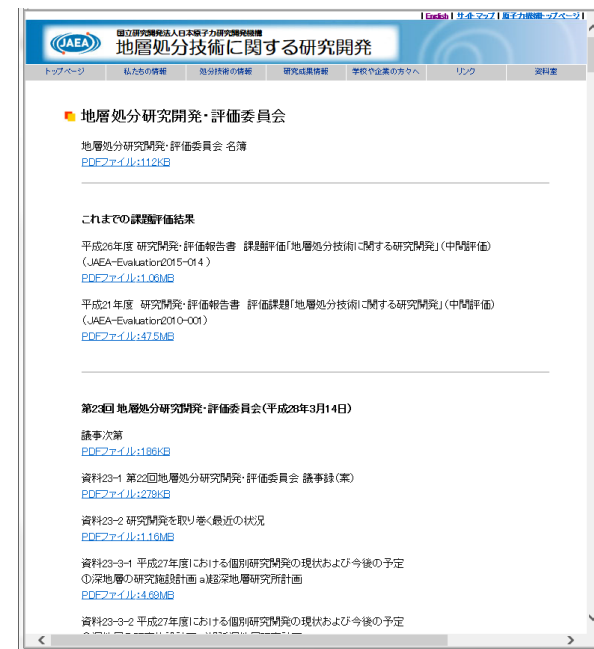 | English | サイトマップ | 原子力機構トップページ |
JAEA
国立研究開発法人日本原子力研究開発機構
地層処分技術に関する研究開発
トップページ 私たちの情報 処分技術の情報 研究成果情報 学校や企業の方々へ リンク 資料室
地層処分研究開発・評価委員会
地層処分研究開発・評価委員会 名簿
PDFファイル:112KB
これまでの課題評価結果
平成26年度 研究開発・評価報告書 課題評価「地層処分技術に関する研究開発」(中間評価)
(JAEA-Evaluation2015-014 )
PDFファイル:1.06MB
平成21年度 研究開発・評価報告書 評価課題「地層処分技術に関する研究開発」(中間評価)
(JAEA-Evaluation2010-001)
PDFファイル:47.5MB
第23回 地層処分研究開発・評価委員会(平成28年3月14日)
議事次第
PDFファイル:186KB
資料23-1 第22回地層処分研究開発・評価委員会 議事録(案)
PDFファイル:279KB
資料23-2 研究開発を取り巻く最近の状況
PDFファイル:1.16MB
資料23-3-1 平成27年度における個別研究開発の現状および今後の予定
①深地層の研究施設計画 a)超深地層研究所計画
PDFファイル:4.69MB
資料23-3-2 平成27年度における個別研究開発の現状および今後の予定